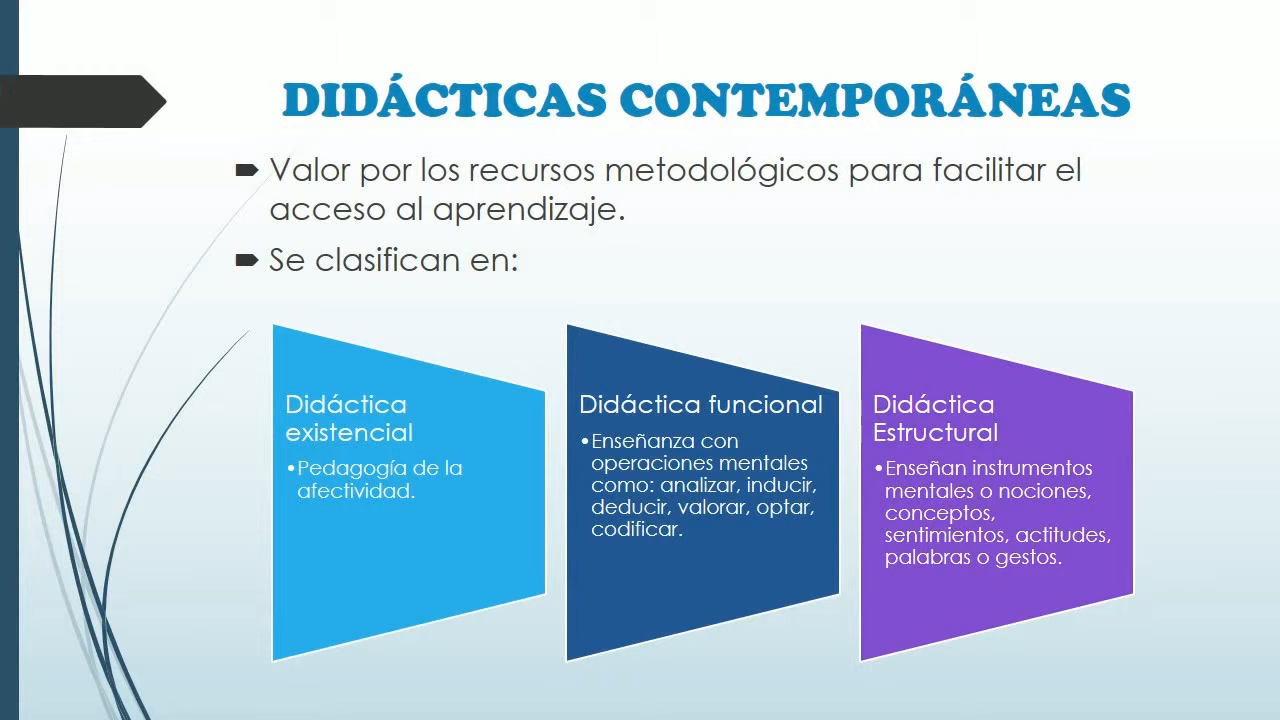 DIDÁCTICAS CONTEMPORÁNEAS
Valor por los recursos metodológicos para facilitar el
acceso al aprendizaje.
Se clasifican en:
Didáctica
existencial
•Pedagogía de la
afectividad.
Didáctica funcional
•Enseñanza con
operaciones mentales
como: analizar, inducir,
deducir, valorar, optar,
codificar.
Didáctica
Estructural
•Enseñan instrumentos
mentales o nociones,
conceptos,
sentimientos, actitudes,
palabras o gestos.